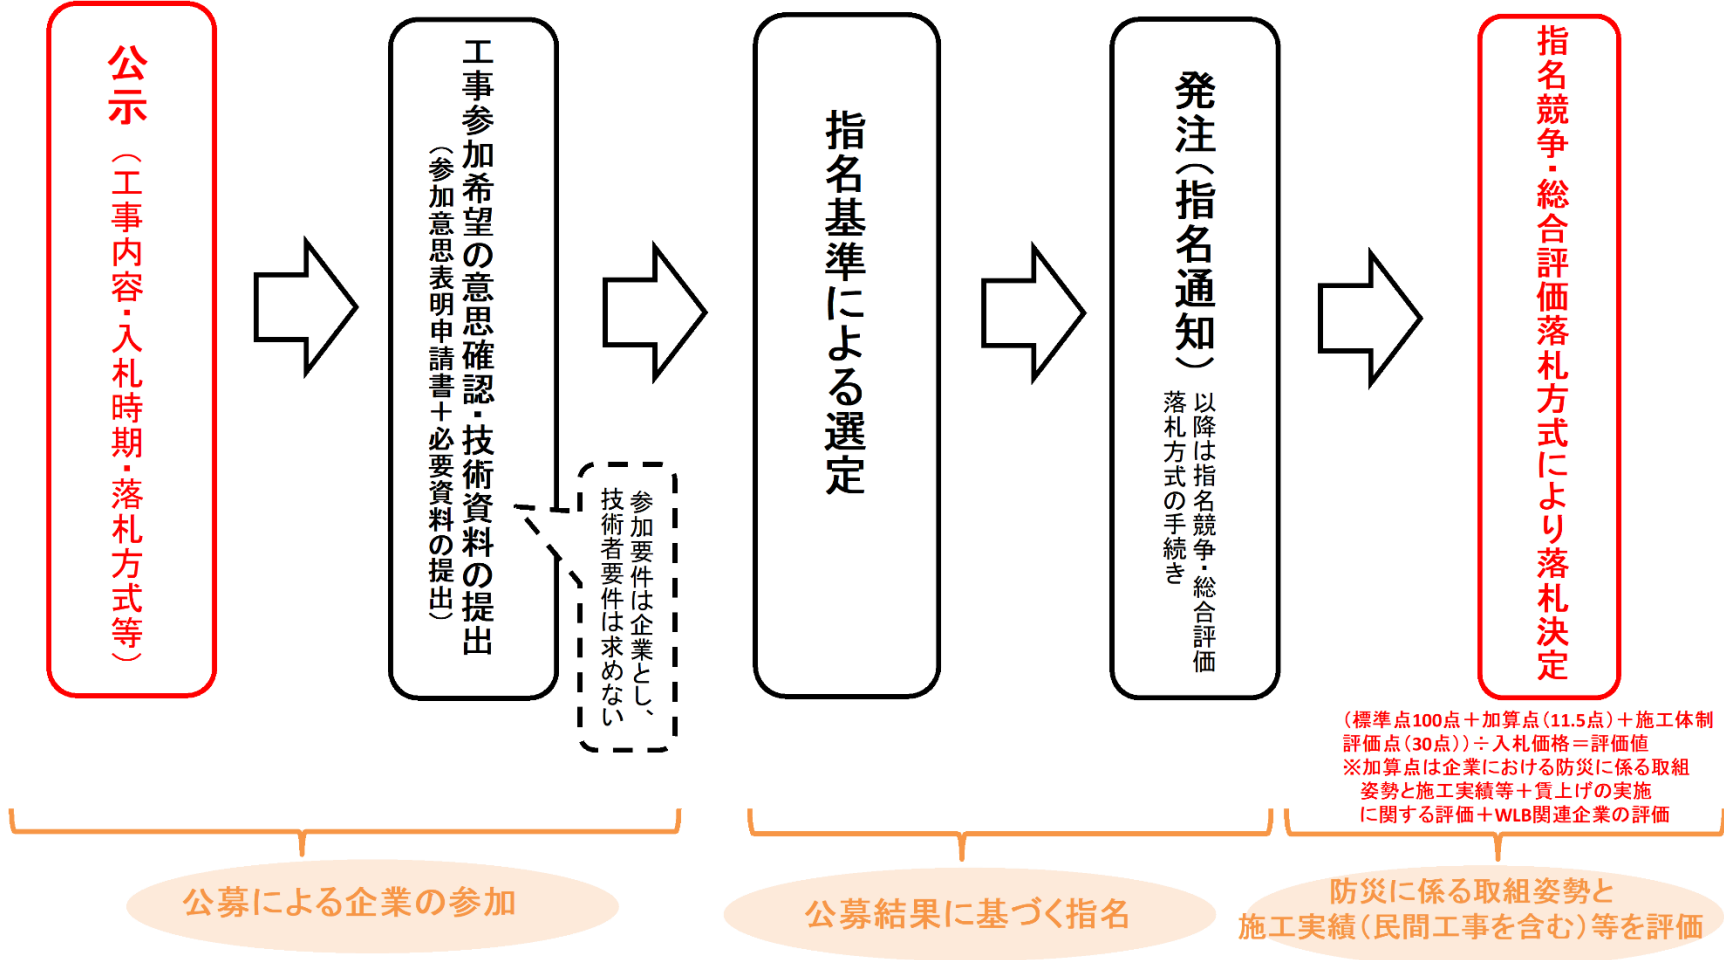 公示（工事内容・入札時期・落札方式等）
工事参加希望の意思確認・技術資料の提出
（参加意思表明申請書＋必要資料の提出）
参加要件は企業とし、
技術者要件は求めない
指名基準による選定
発注（指名通知）
以降は指名競争・総合評価
落札方式の手続き
指名競争・総合評価落札方式により落札決定
（標準点100点＋加算点（11.5点）＋施工体制
評価点（30点））÷入札価格＝評価値
※加算点は企業における防災に係る取組
姿勢と施工実績等＋賃上げの実施
に関する評価＋WLB関連企業の評価
公募による企業の参加
公募結果に基づく指名
防災に係る取組姿勢と
施工実績（民間工事を含む）等を評価